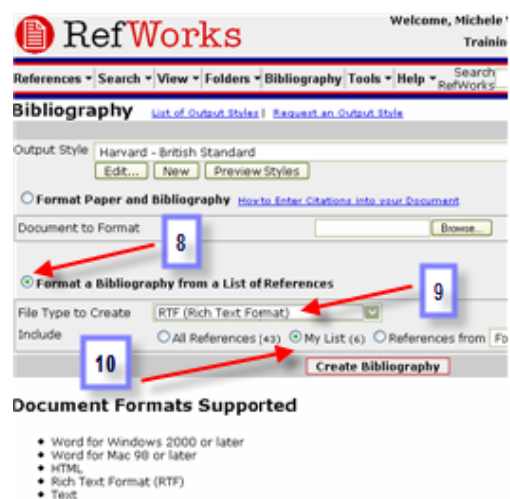 RefWorks
Welcome, Michele
Trainin
References Search View Folders Bibliography Tools Help Search RefWorks
Bibliography List of Output Styles | Request an Output Style
Output Style Harvard - British Standard
Edit... New Preview Styles
Format Paper and Bibliography How to Enter Citations into your Document
Document to Format Browse...
8
Format a Bibliography from a List of References
9
File Type to Create RTF (Rich Text Format)
Include All References (43) My List (6) References from Fo
10
Create Bibliography
Document Formats Supported
Word for Windows 2000 or later
Word for Mac 98 or later
HTML
Rich Text Format (RTF)
Text